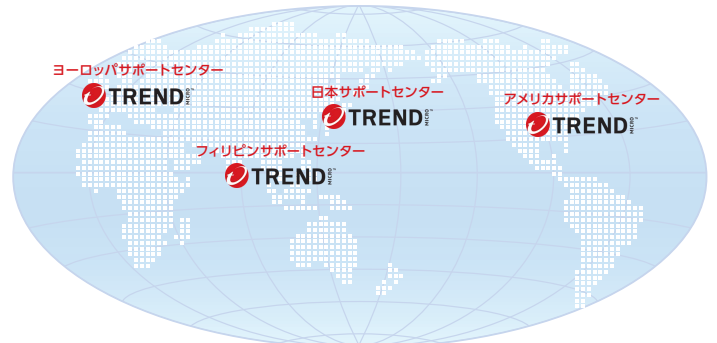 ヨーロッパサポートセンター
TREND MICRO
日本サポートセンター
TREND MICRO
アメリカサポートセンター
TREND MICRO
フィリピンサポートセンター
TREND MICRO